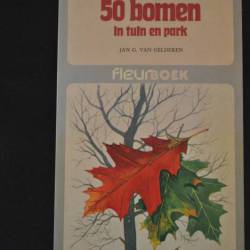 50 bomen
in tuin en park
JAN G. VAN GELDEREN
fleurboek